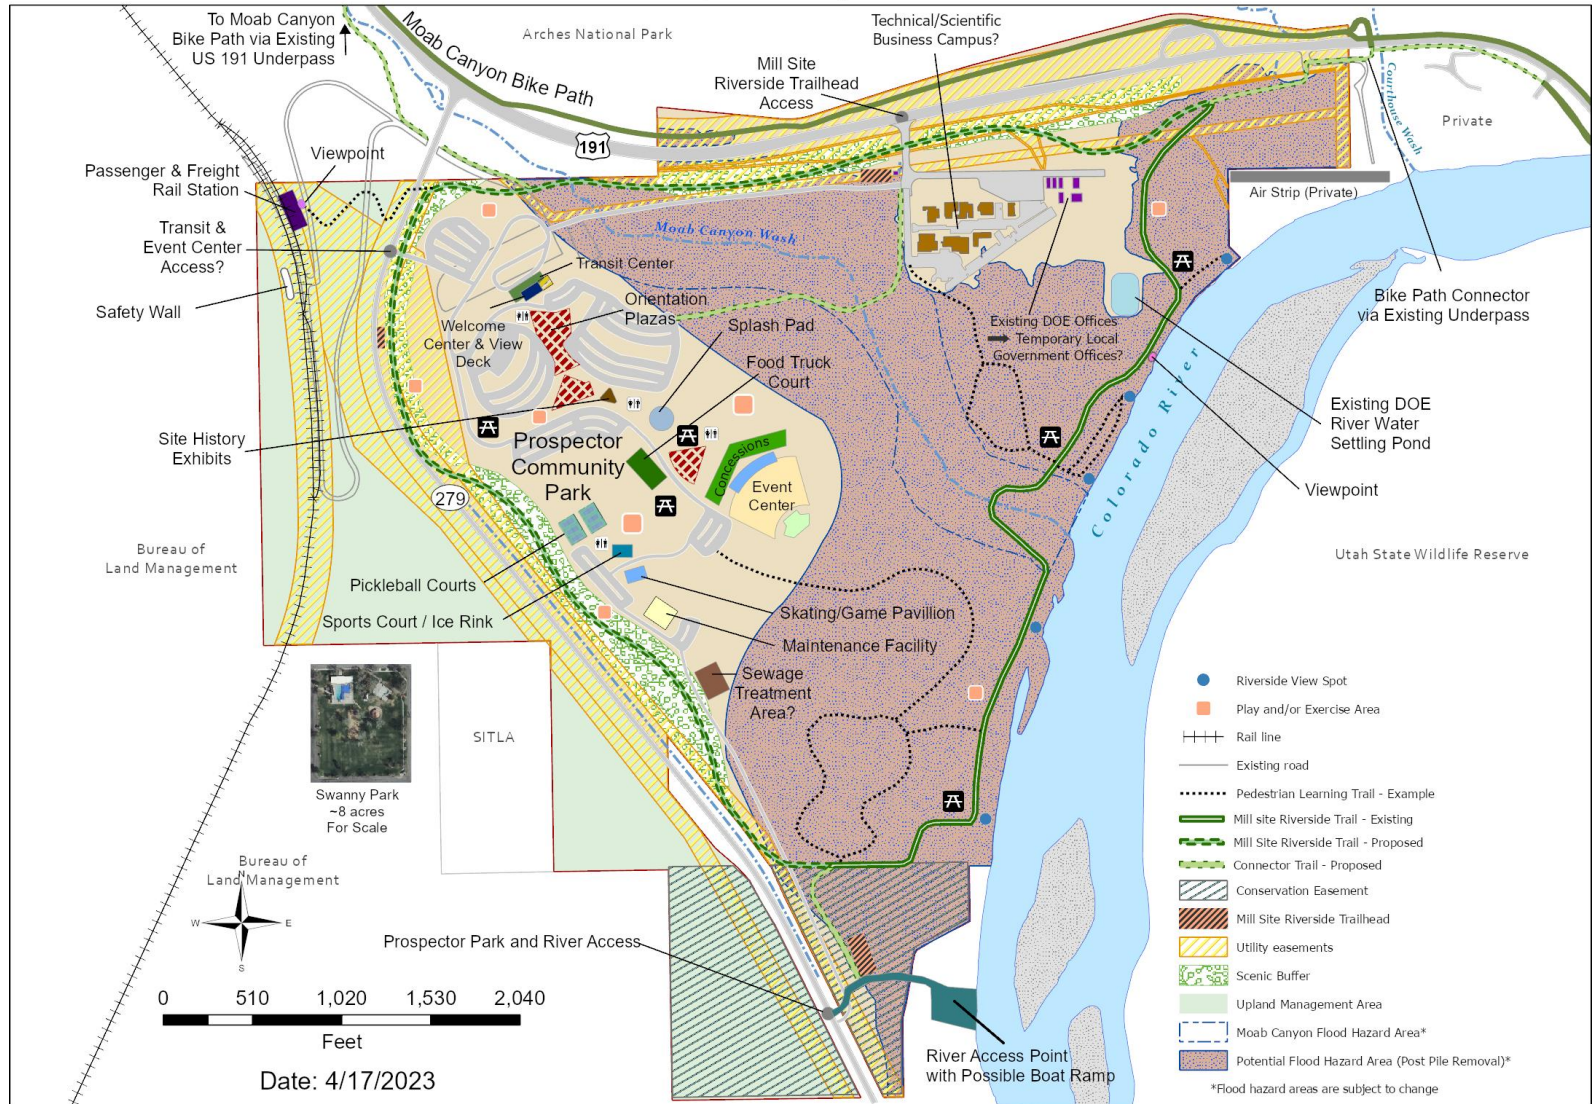 To Moab Canyon
Bike Path via Existing
US 191 Underpass
Moab Canyon Bike Path
Arches National Park
Technical/Scientific
Business Campus?
Mill Site
Riverside Trailhead
Access
191
Courthouse Wash
Private
Air Strip (Private)
Viewpoint
Passenger & Freight
Rail Station
Transit &
Event Center
Access?
Safety Wall
Moab Canyon Wash
Transit Center
Orientation
Plazas
Welcome
Center & View
Deck
Splash Pad
Food Truck
Court
Existing DOE Offices
Temporary Local
Government Offices?
Bike Path Connector
via Existing Underpass
Existing DOE
River Water
Settling Pond
Colorado River
Viewpoint
Site History
Exhibits
Prospector
Community
Park
Concessions
Event
Center
279
Bureau of
Land Management
Utah State Wildlife Reserve
Pickleball Courts
Sports Court / Ice Rink
Skating/Game Pavillion
Maintenance Facility
Sewage
Treatment
Area?
SITLA
Swanny Park
~8 acres
For Scale
Bureau of
Land Management
N
W
E
S
Prospector Park and River Access
0 510 1,020 1,530 2,040
Feet
Date: 4/17/2023
River Access Point
with Possible Boat Ramp
Riverside View Spot
Play and/or Exercise Area
Rail line
Existing road
Pedestrian Learning Trail - Example
Mill site Riverside Trail - Existing
Mill Site Riverside Trail - Proposed
Connector Trail - Proposed
Conservation Easement
Mill Site Riverside Trailhead
Utility easements
Scenic Buffer
Upland Management Area
Moab Canyon Flood Hazard Area*
Potential Flood Hazard Area (Post Pile Removal)*
*Flood hazard areas are subject to change